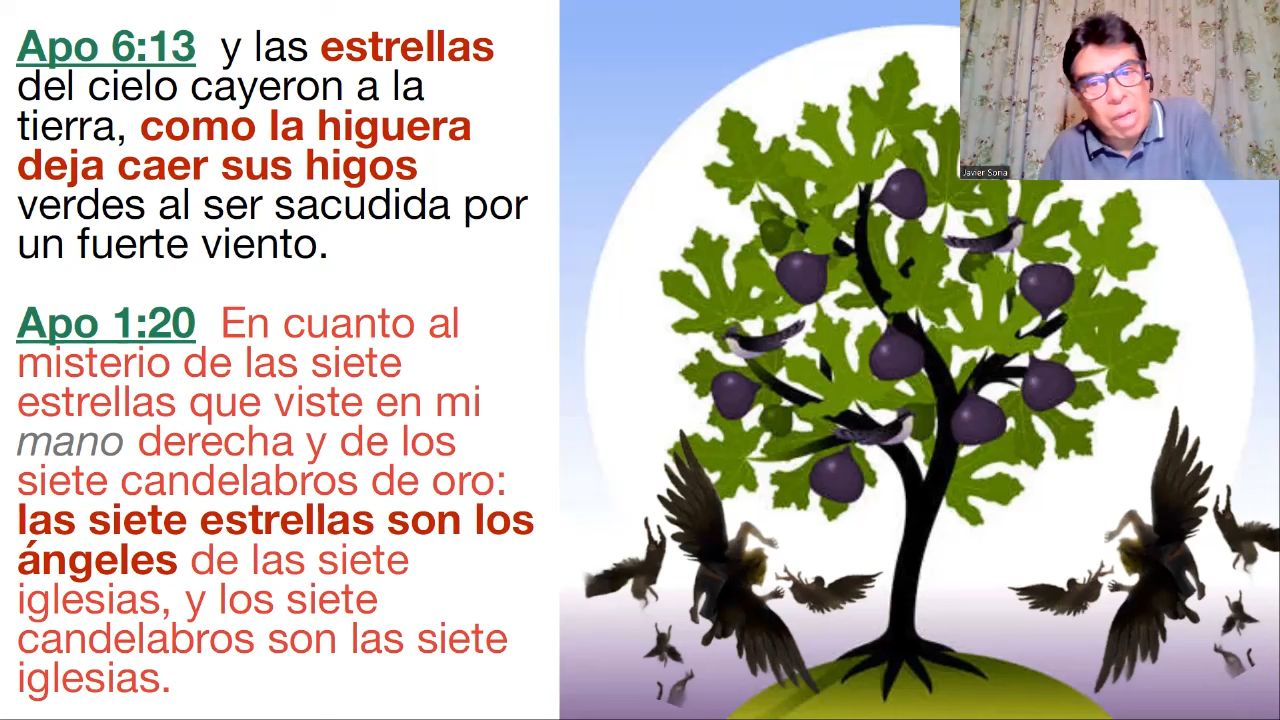 Apo 6:13 y las estrellas
del cielo cayeron a la
tierra, como la higuera
deja caer sus higos
verdes al ser sacudida por
un fuerte viento.
Apo 1:20 En cuanto al
misterio de las siete
estrellas que viste en mi
mano derecha y de los
siete candelabros de oro:
las siete estrellas son los
ángeles de las siete
iglesias, y los siete
candelabros son las siete
iglesias.
Javier Soria